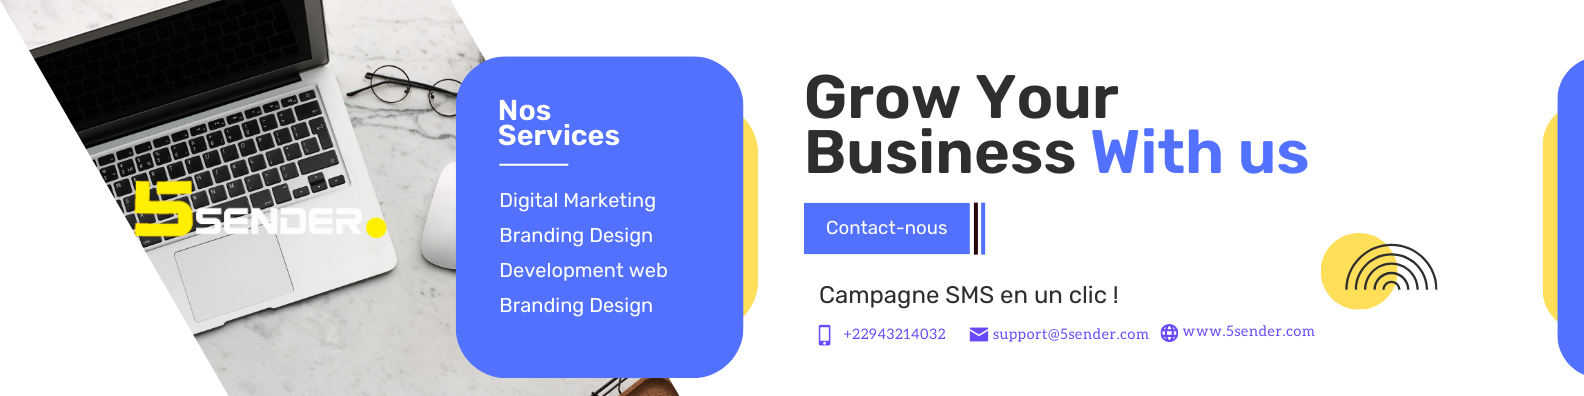 5SENDER.
Nos
Services
Digital Marketing
Branding Design
Development web
Branding Design
Grow Your
Business With us
Contact-nous
Campagne SMS en un clic !
+22943214032
support@5sender.com
www.5sender.com